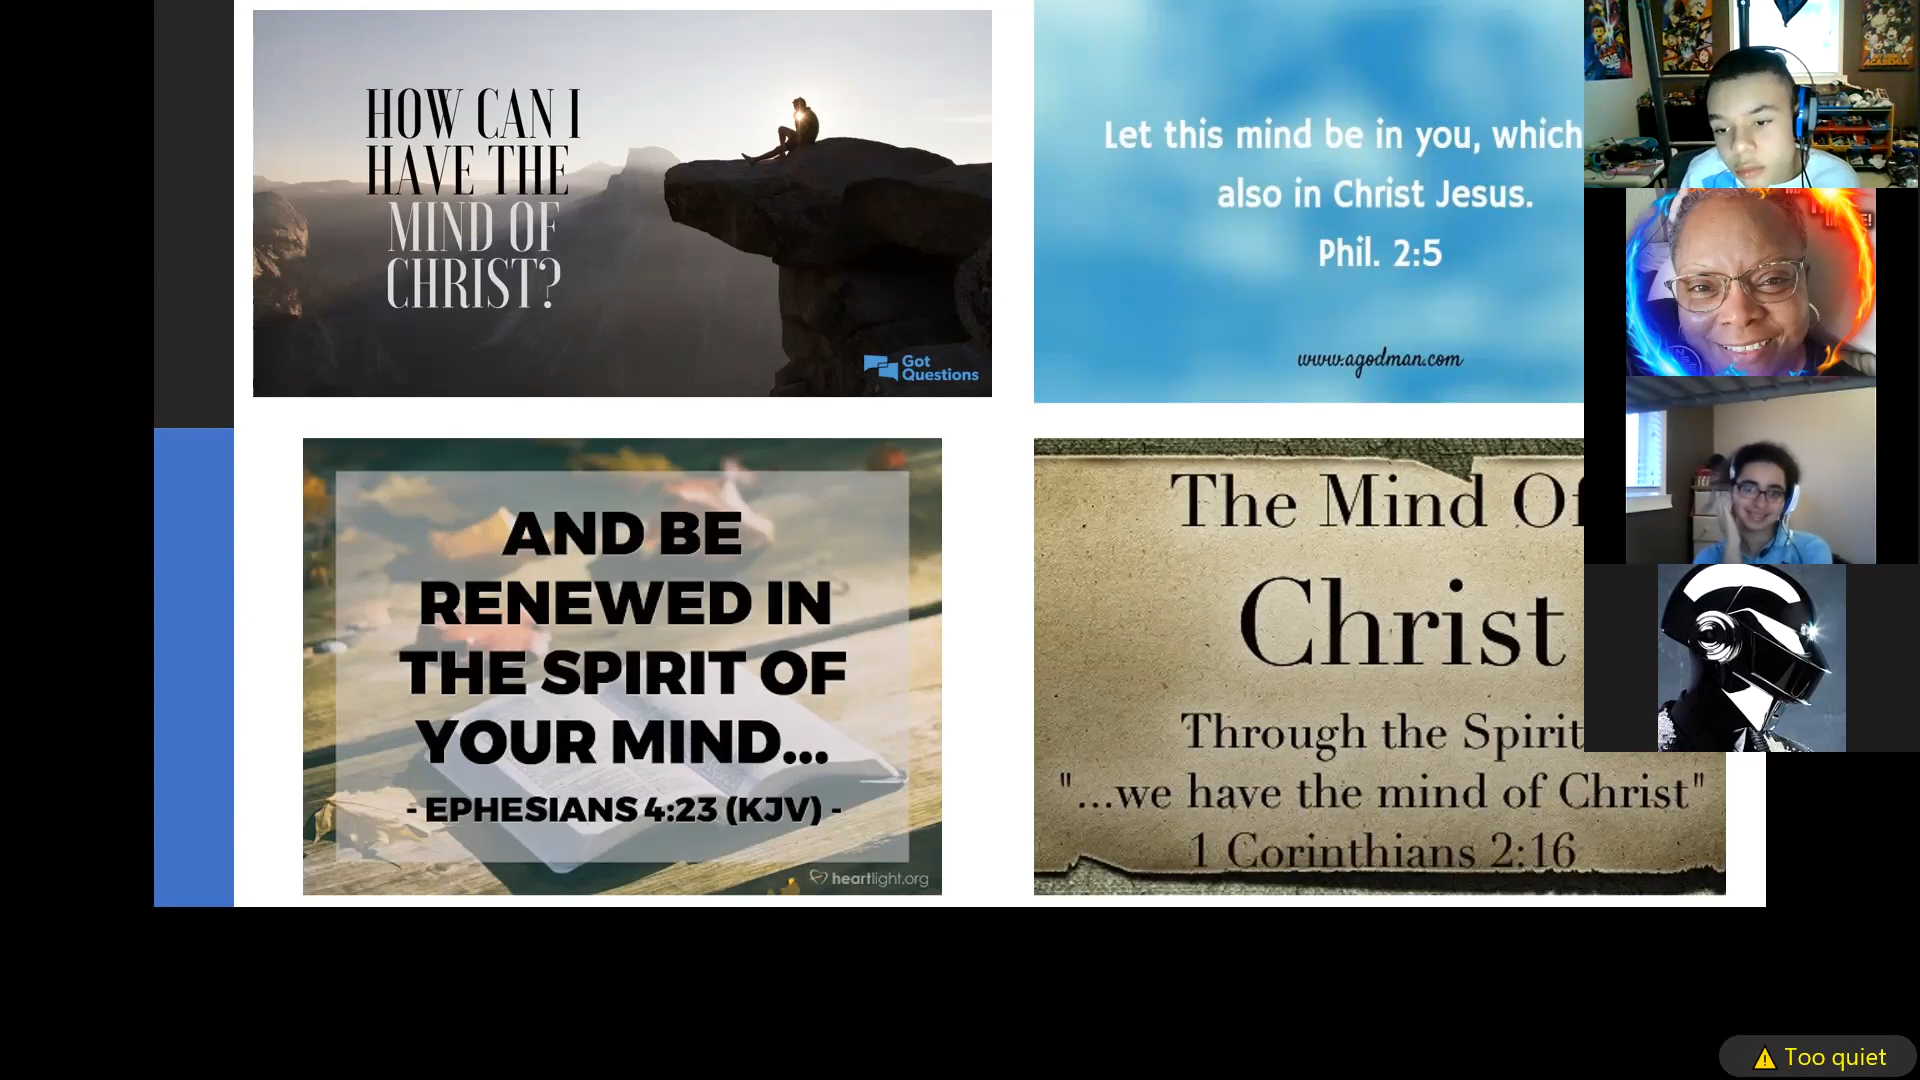 HOW CAN I
HAVE THE
MIND OF
CHRIST?
Got
Questions
Let this mind be in you, which
also in Christ Jesus.
Phil. 2:5
www.agodman.com
AND BE
RENEWED IN
THE SPIRIT OF
YOUR MIND...
- EPHESIANS 4:23 (KJV) -
heartlight.org
The Mind Of
Christ
Through the Spirit
"...we have the mind of Christ"
1 Corinthians 2:16
ACADEMIA
Too quiet